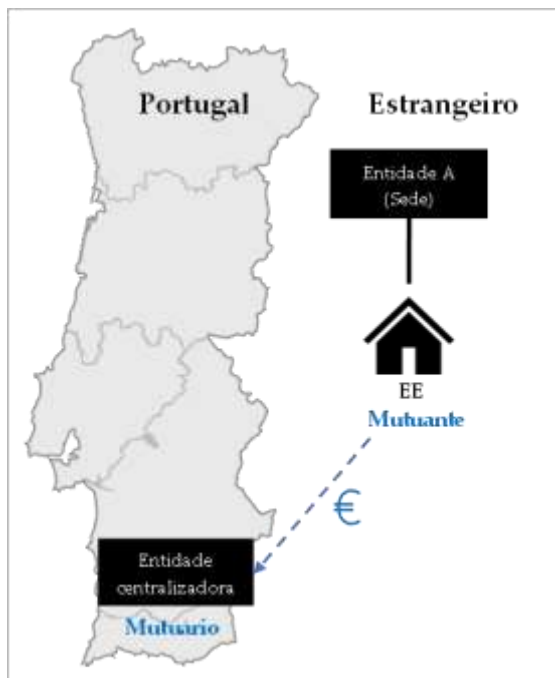 Portugal
Estrangeiro
Entidade A
(Sede)
EE
Mutuante
€
Entidade
centralizadora
Mutuario